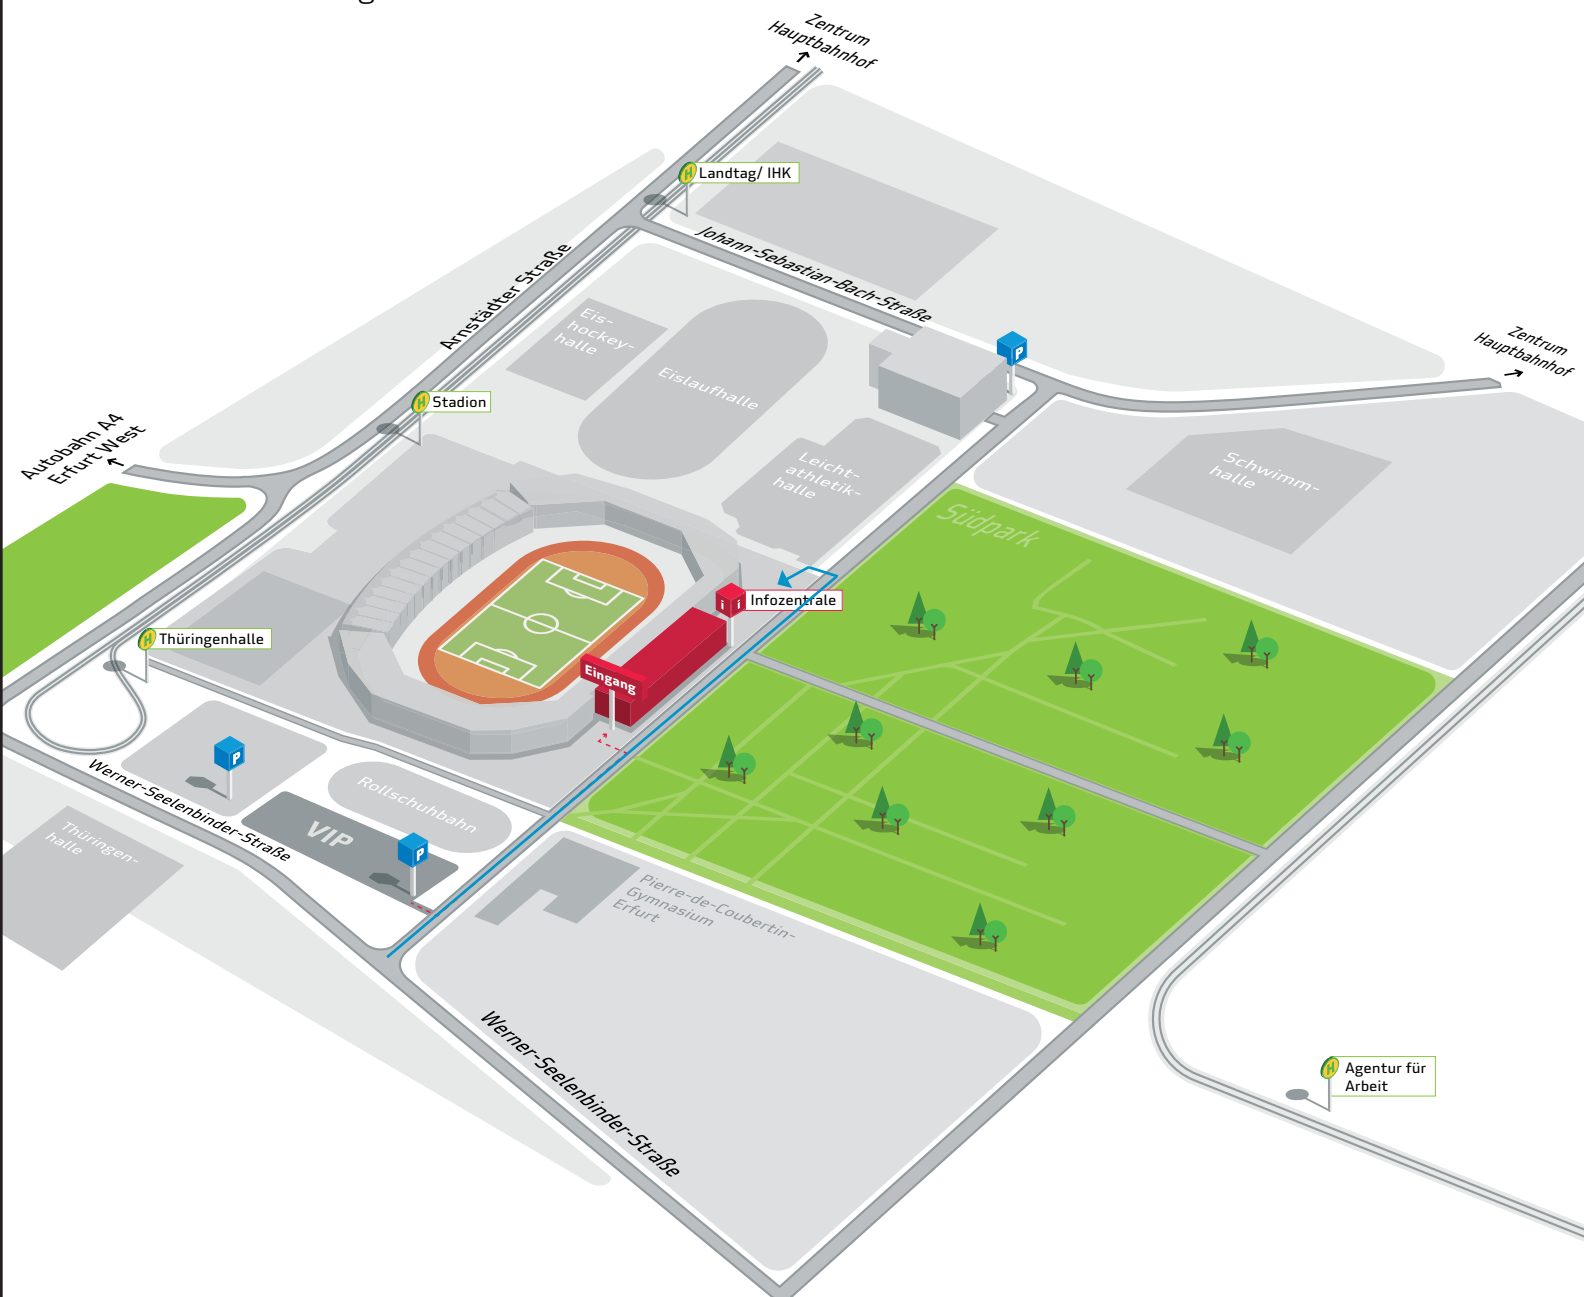 Zentrum
Hauptbahnhof
H
Landtag/ IHK
Johann-Sebastian-Bach-Straße
Arnstädter Straße
Eis-
hockey-
halle
Eislaufhalle
P
Zentrum
Hauptbahnhof
H
Stadion
Autobahn A4
Erfurt West
Leicht-
athletik-
halle
Schwimm-
halle
Südpark
i i
Infozentrale
H
Thüringenhalle
Eingang
P
Werner-Seelenbinder-Straße
Rollschuhbahn
VIP
P
Thüringen-
halle
Pierre-de-Coubertin-
Gymnasium
Erfurt
Werner-Seelenbinder-Straße
H
Agentur für
Arbeit